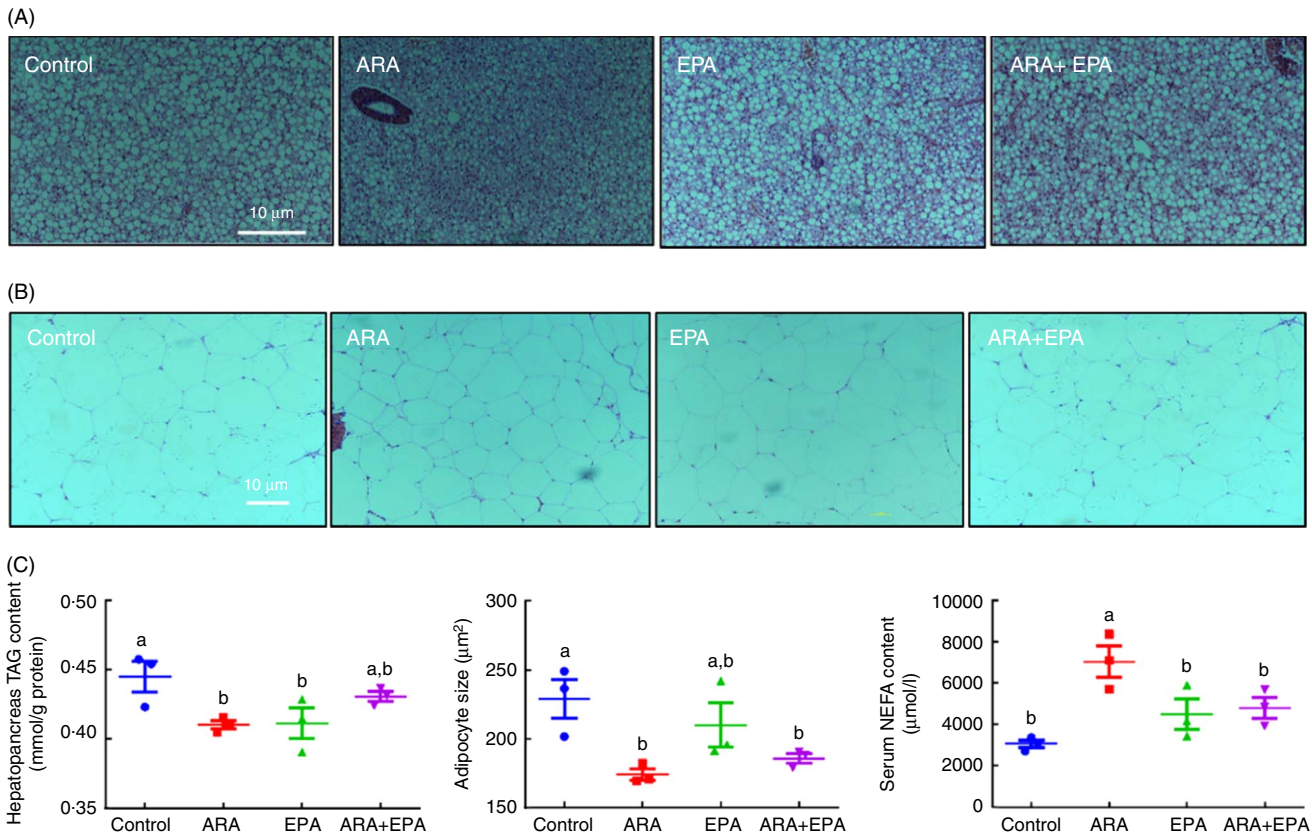 (A)
Control
ARA
EPA
ARA+ EPA
10 μm
(B)
Control
ARA
EPA
ARA+EPA
10 μm
(C)
Hepatopancreas TAG content
(mmol/g protein)
0·50
0·45
0·40
0·35
a
b
b
a,b
Control ARA EPA ARA+EPA
Adipocyte size (μm²)
300
250
200
150
a
b
a,b
b
Control ARA EPA ARA+EPA
Serum NEFA content
(μmol/l)
10000
8000
6000
4000
2000
0
b
a
b
b
Control ARA EPA ARA+EPA